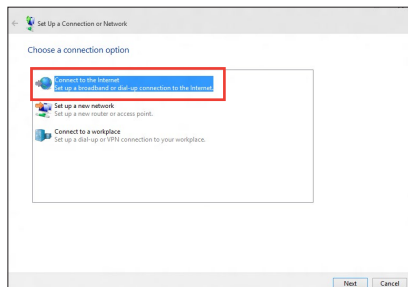 Set Up a Connection or Network
Choose a connection option
Connect to the Internet
Set up a broadband or dial-up connection to the Internet.
Set up a new network
Set up a new router or access point.
Connect to a workplace
Set up a dial-up or VPN connection to your workplace.
Next Cancel